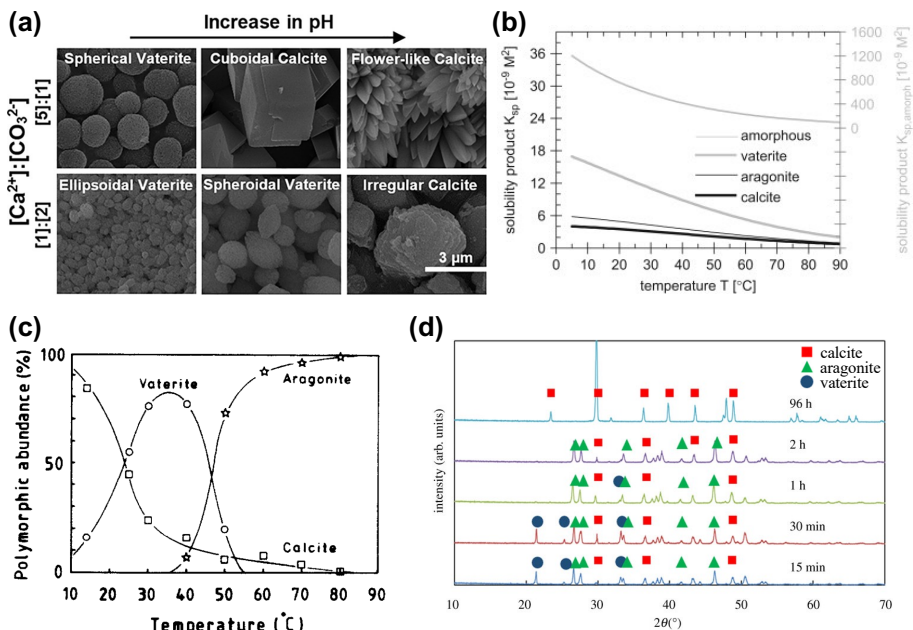 (a)
Increase in pH
[Ca²⁺]:[CO₃²⁻]
[5]:[1]
[1]:[2]
Spherical Vaterite
Cuboidal Calcite
Flower-like Calcite
Ellipsoidal Vaterite
Spheroidal Vaterite
Irregular Calcite
3 µm
(b)
solubility product Ksp [10⁻⁹ M²]
36
30
24
18
12
6
0
1600
1200
800
400
0
solubility product Ksp,amorph [10⁻⁹ M²]
amorphous
vaterite
aragonite
calcite
0 10 20 30 40 50 60 70 80 90
temperature T [°C]
(c)
Polymorphic abundance (%)
100
50
0
Vaterite
Aragonite
Calcite
20 30 40 50 60 70 80 90
Temperature (°C)
(d)
intensity (arb. units)
calcite
aragonite
vaterite
96 h
2 h
1 h
30 min
15 min
10 20 30 40 50 60 70
2θ(°)